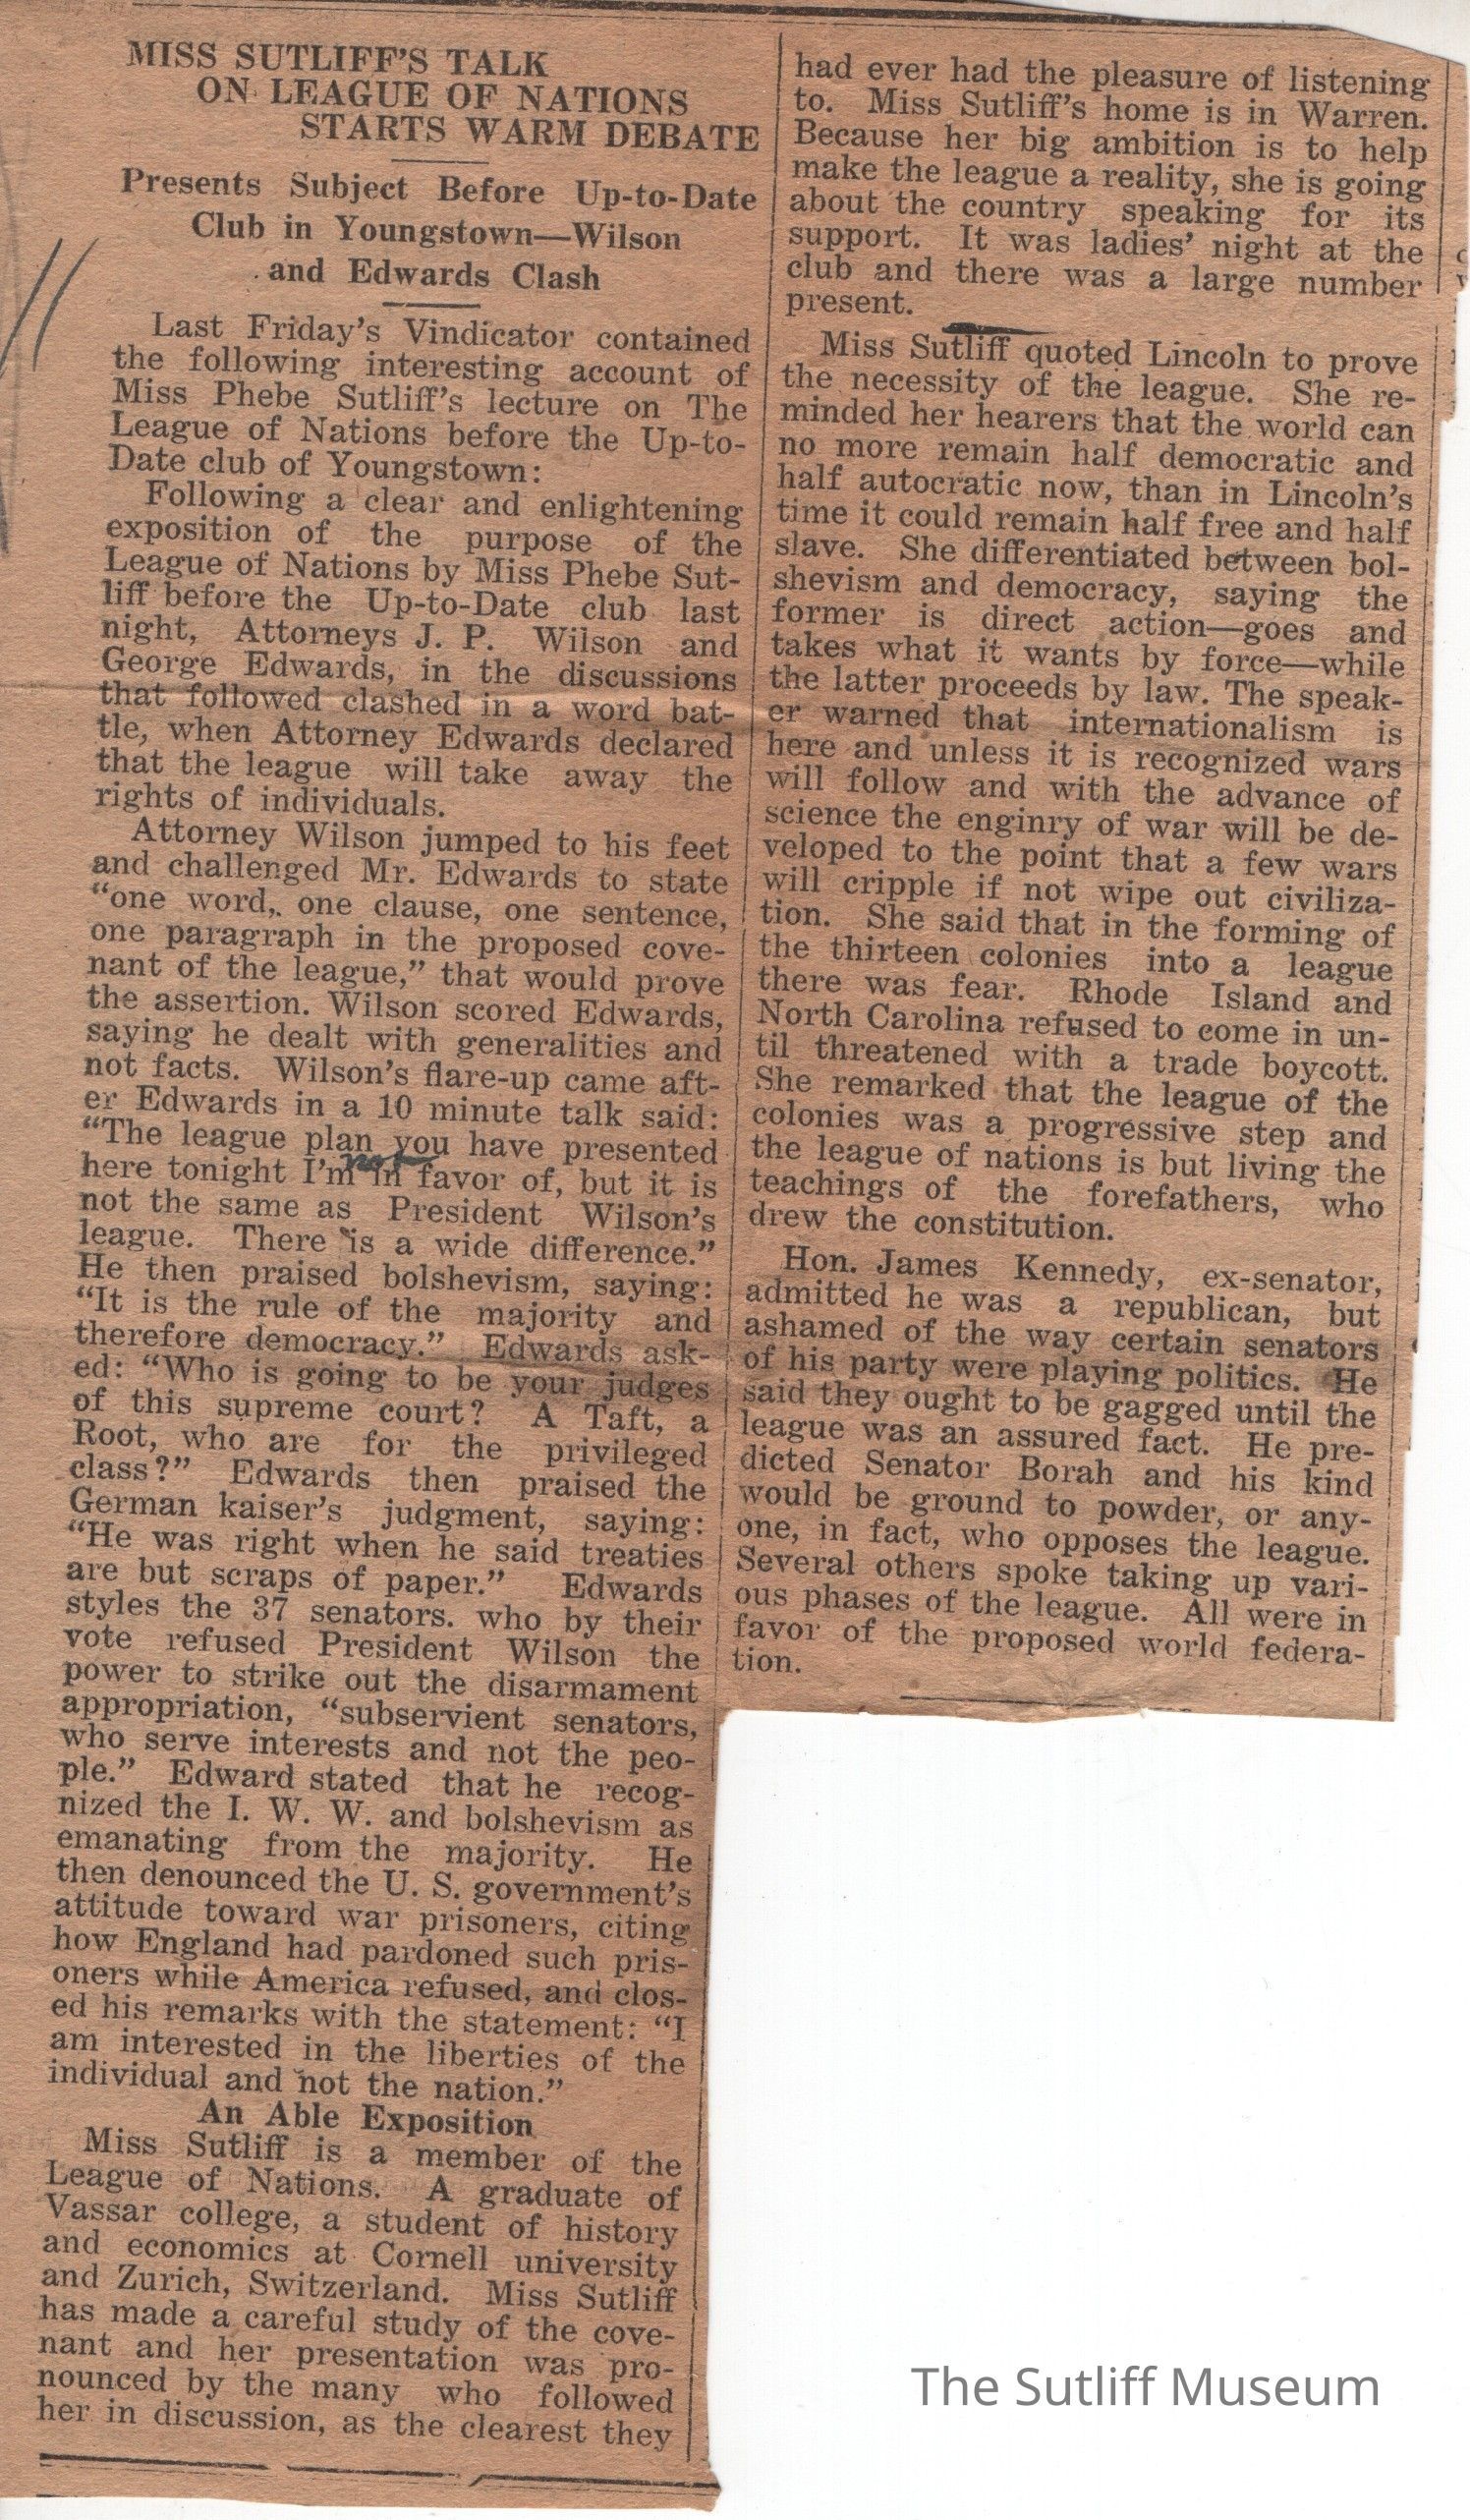 MISS SUTLIFF'S TALK
ON LEAGUE OF NATIONS
STARTS WARM DEBATE
Presents Subject Before Up-to-Date
Club in Youngstown—Wilson
and Edwards Clash
Last Friday's Vindicator contained
the following interesting account of
Miss Phebe Sutliff's lecture on The
League of Nations before the Up-to-
Date club of Youngstown:
Following a clear and enlightening
exposition of the purpose of the
League of Nations by Miss Phebe Sut-
liff before the Up-to-Date club last
night, Attorneys J. P. Wilson and
George Edwards, in the discussions
that followed clashed in a word bat-
tle, when Attorney Edwards declared
that the league will take away the
rights of individuals.
Attorney Wilson jumped to his feet
and challenged Mr. Edwards to state
"one word, one clause, one sentence,
one paragraph in the proposed cove-
nant of the league," that would prove
the assertion. Wilson scored Edwards,
saying he dealt with generalities and
not facts. Wilson's flare-up came aft-
er Edwards in a 10 minute talk said:
"The league plan you have presented
not
here tonight I'm in favor of, but it is
not the same as President Wilson's
league. There is a wide difference."
He then praised bolshevism, saying:
"It is the rule of the majority and
therefore democracy." Edwards ask-
ed: "Who is going to be your judges
of this supreme court? A Taft, a
Root, who are for the privileged
class?" Edwards then praised the
German kaiser's judgment, saying:
"He was right when he said treaties
are but scraps of paper." Edwards
styles the 37 senators. who by their
vote refused President Wilson the
power to strike out the disarmament
appropriation, "subservient senators,
who serve interests and not the peo-
ple." Edward stated that he recog-
nized the I. W. W. and bolshevism as
emanating from the majority. He
then denounced the U. S. government's
attitude toward war prisoners, citing
how England had pardoned such pris-
oners while America refused, and clos-
ed his remarks with the statement: "I
am interested in the liberties of the
individual and not the nation."
An Able Exposition
Miss Sutliff is a member of the
League of Nations. A graduate of
Vassar college, a student of history
and economics at Cornell university
and Zurich, Switzerland. Miss Sutliff
has made a careful study of the cove-
nant and her presentation was pro-
nounced by the many who followed
her in discussion, as the clearest they
had ever had the pleasure of listening
to. Miss Sutliff's home is in Warren.
Because her big ambition is to help
make the league a reality, she is going
about the country speaking for its
support. It was ladies' night at the
club and there was a large number
present.
Miss Sutliff quoted Lincoln to prove
the necessity of the league. She re-
minded her hearers that the world can
no more remain half democratic and
half autocratic now, than in Lincoln's
time it could remain half free and half
slave. She differentiated between bol-
shevism and democracy, saying the
former is direct action—goes and
takes what it wants by force—while
the latter proceeds by law. The speak-
er warned that internationalism is
here and unless it is recognized wars
will follow and with the advance of
science the enginry of war will be de-
veloped to the point that a few wars
will cripple if not wipe out civiliza-
tion. She said that in the forming of
the thirteen colonies into a league
there was fear. Rhode Island and
North Carolina refused to come in un-
til threatened with a trade boycott.
She remarked that the league of the
colonies was a progressive step and
the league of nations is but living the
teachings of the forefathers, who
drew the constitution.
Hon. James Kennedy, ex-senator,
admitted he was a republican, but
ashamed of the way certain senators
of his party were playing politics. He
said they ought to be gagged until the
league was an assured fact. He pre-
dicted Senator Borah and his kind
would be ground to powder, or any-
one, in fact, who opposes the league.
Several others spoke taking up vari-
ous phases of the league. All were in
favor of the proposed world federa-
tion.
The Sutliff Museum